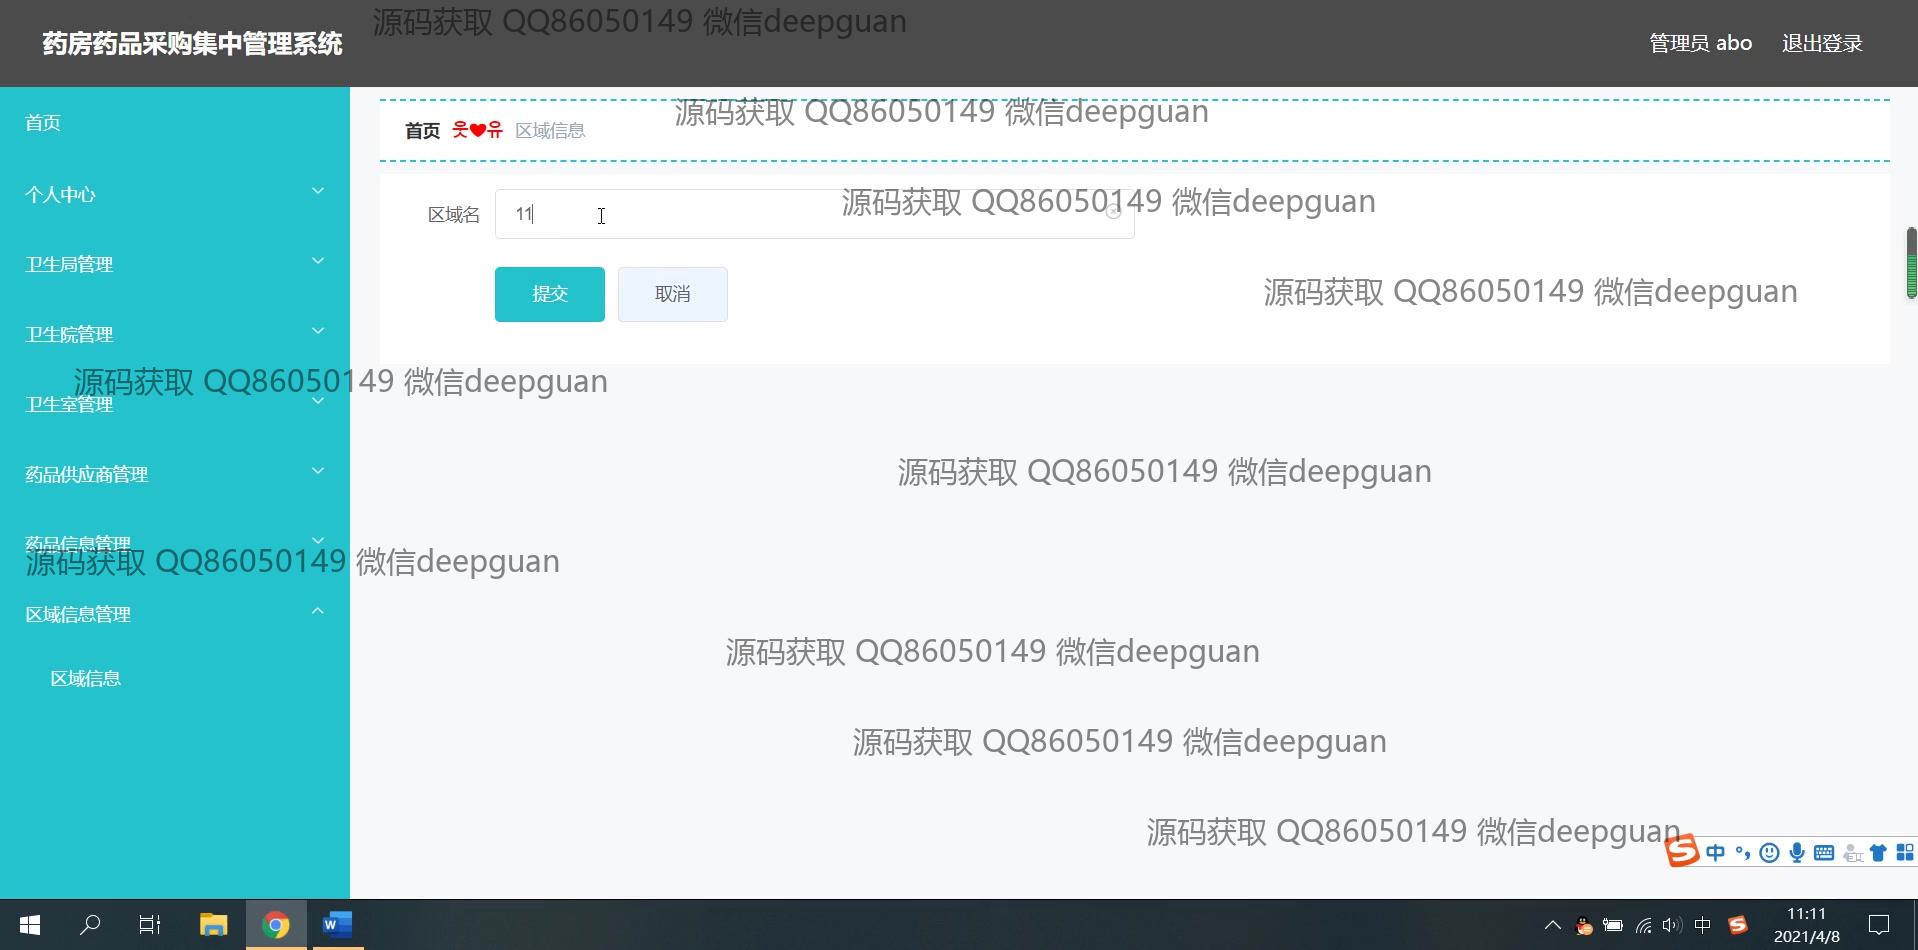 源码获取 QQ86050149 微信deepguan
药房药品采购集中管理系统
管理员 abo
退出登录
首页
个人中心
卫生局管理
卫生院管理
卫生室管理
药品供应商管理
药品信息管理
区域信息管理
区域信息
源码获取 QQ86050149 微信deepguan
首页 웃❤유 区域信息
源码获取 QQ86050149 微信deepguan
区域名 11
提交
取消
源码获取 QQ86050149 微信deepguan
源码获取 QQ86050149 微信deepguan
源码获取 QQ86050149 微信deepguan
源码获取 QQ86050149 微信deepguan
源码获取 QQ86050149 微信deepguan
源码获取 QQ86050149 微信deepguan
源码获取 QQ86050149 微信deepguan
中
中
11:11
2021/4/8